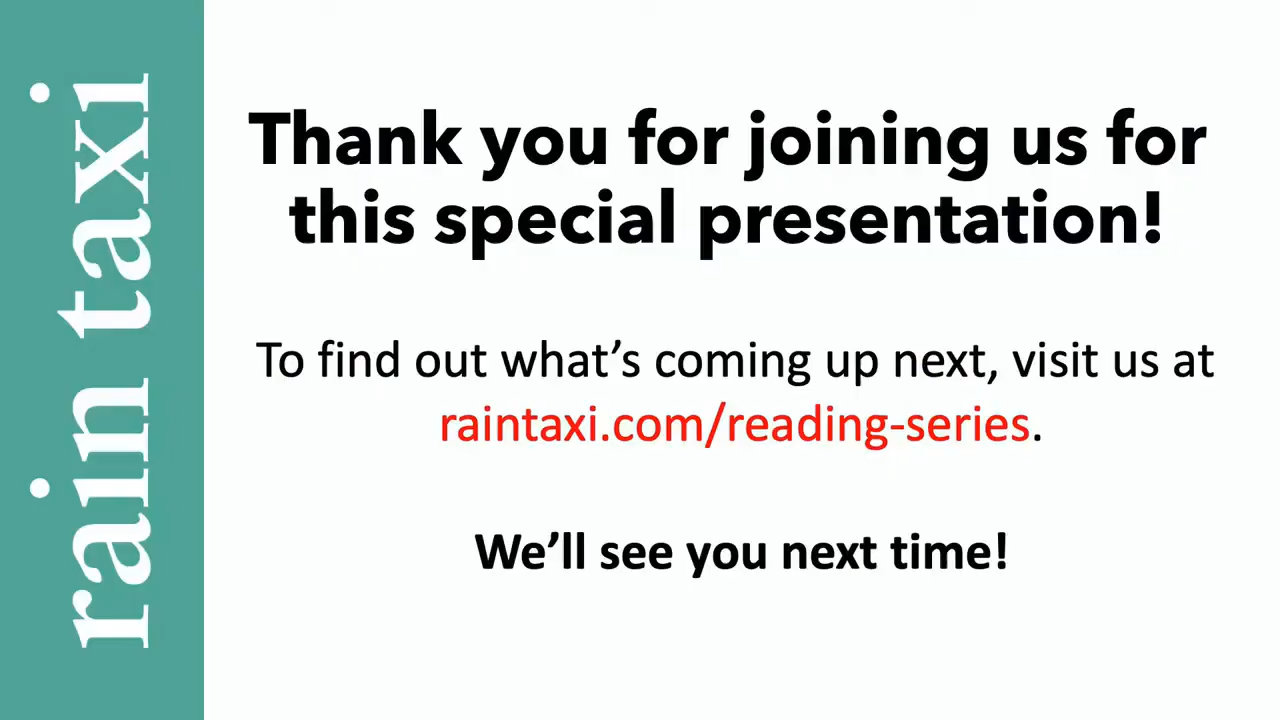 rain taxi
Thank you for joining us for
this special presentation!
To find out what’s coming up next, visit us at
raintaxi.com/reading-series.
We’ll see you next time!